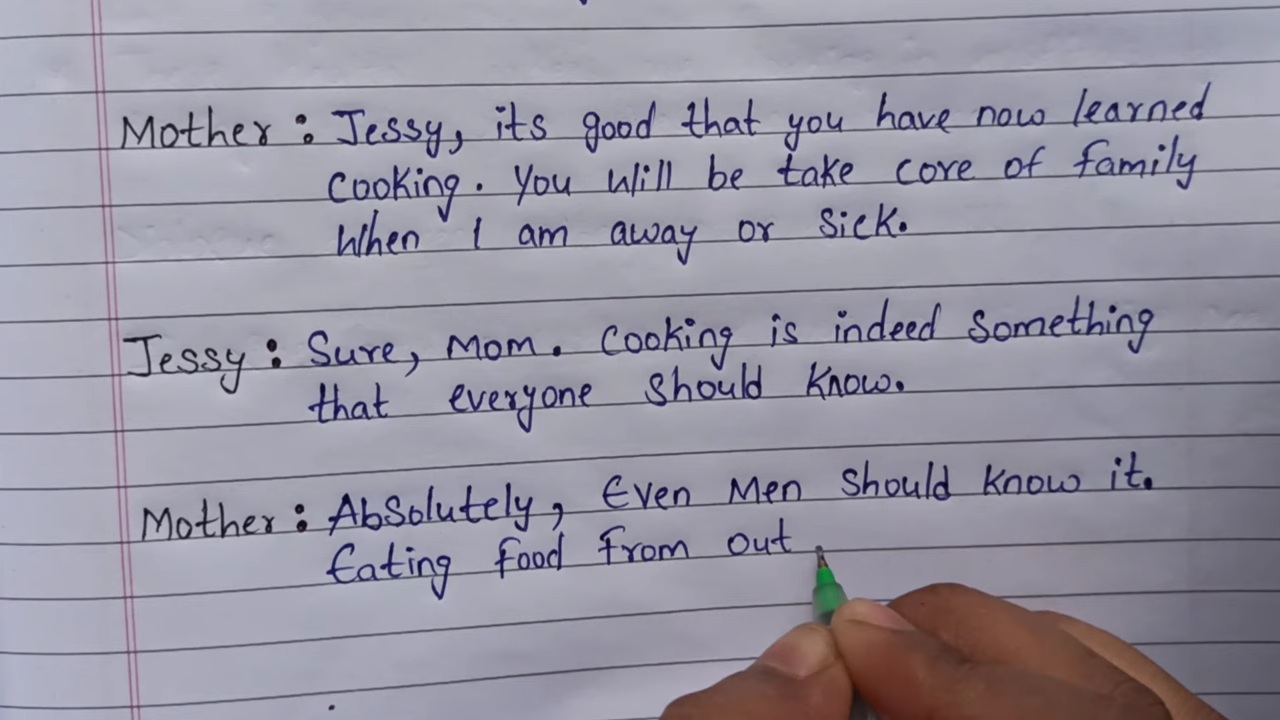 Mother : Jessy, its good that you have now learned
cooking. You will be take core of family
When I am away or sick.
Jessy : Sure, Mom. Cooking is indeed something
that everyone should know.
Mother : Absolutely, Even Men should know it.
Eating food from out